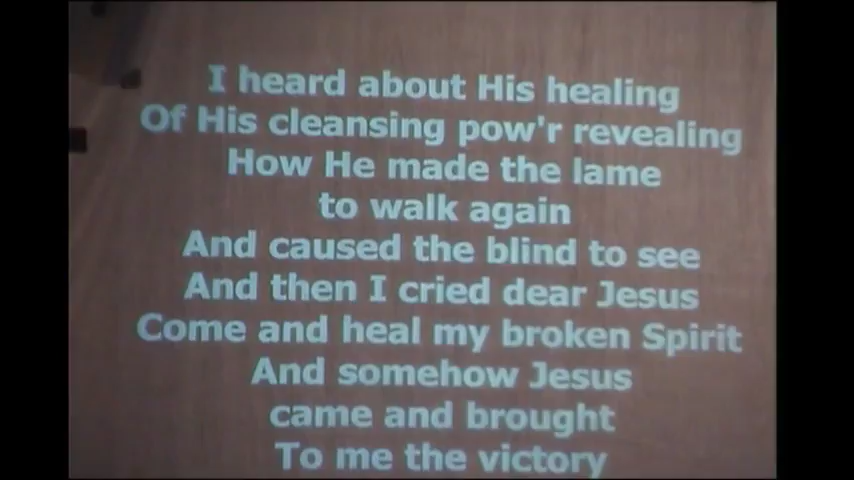 I heard about His healing
Of His cleansing pow'r revealing
How He made the lame
to walk again
And caused the blind to see
And then I cried dear Jesus
Come and heal my broken Spirit
And somehow Jesus
came and brought
To me the victory